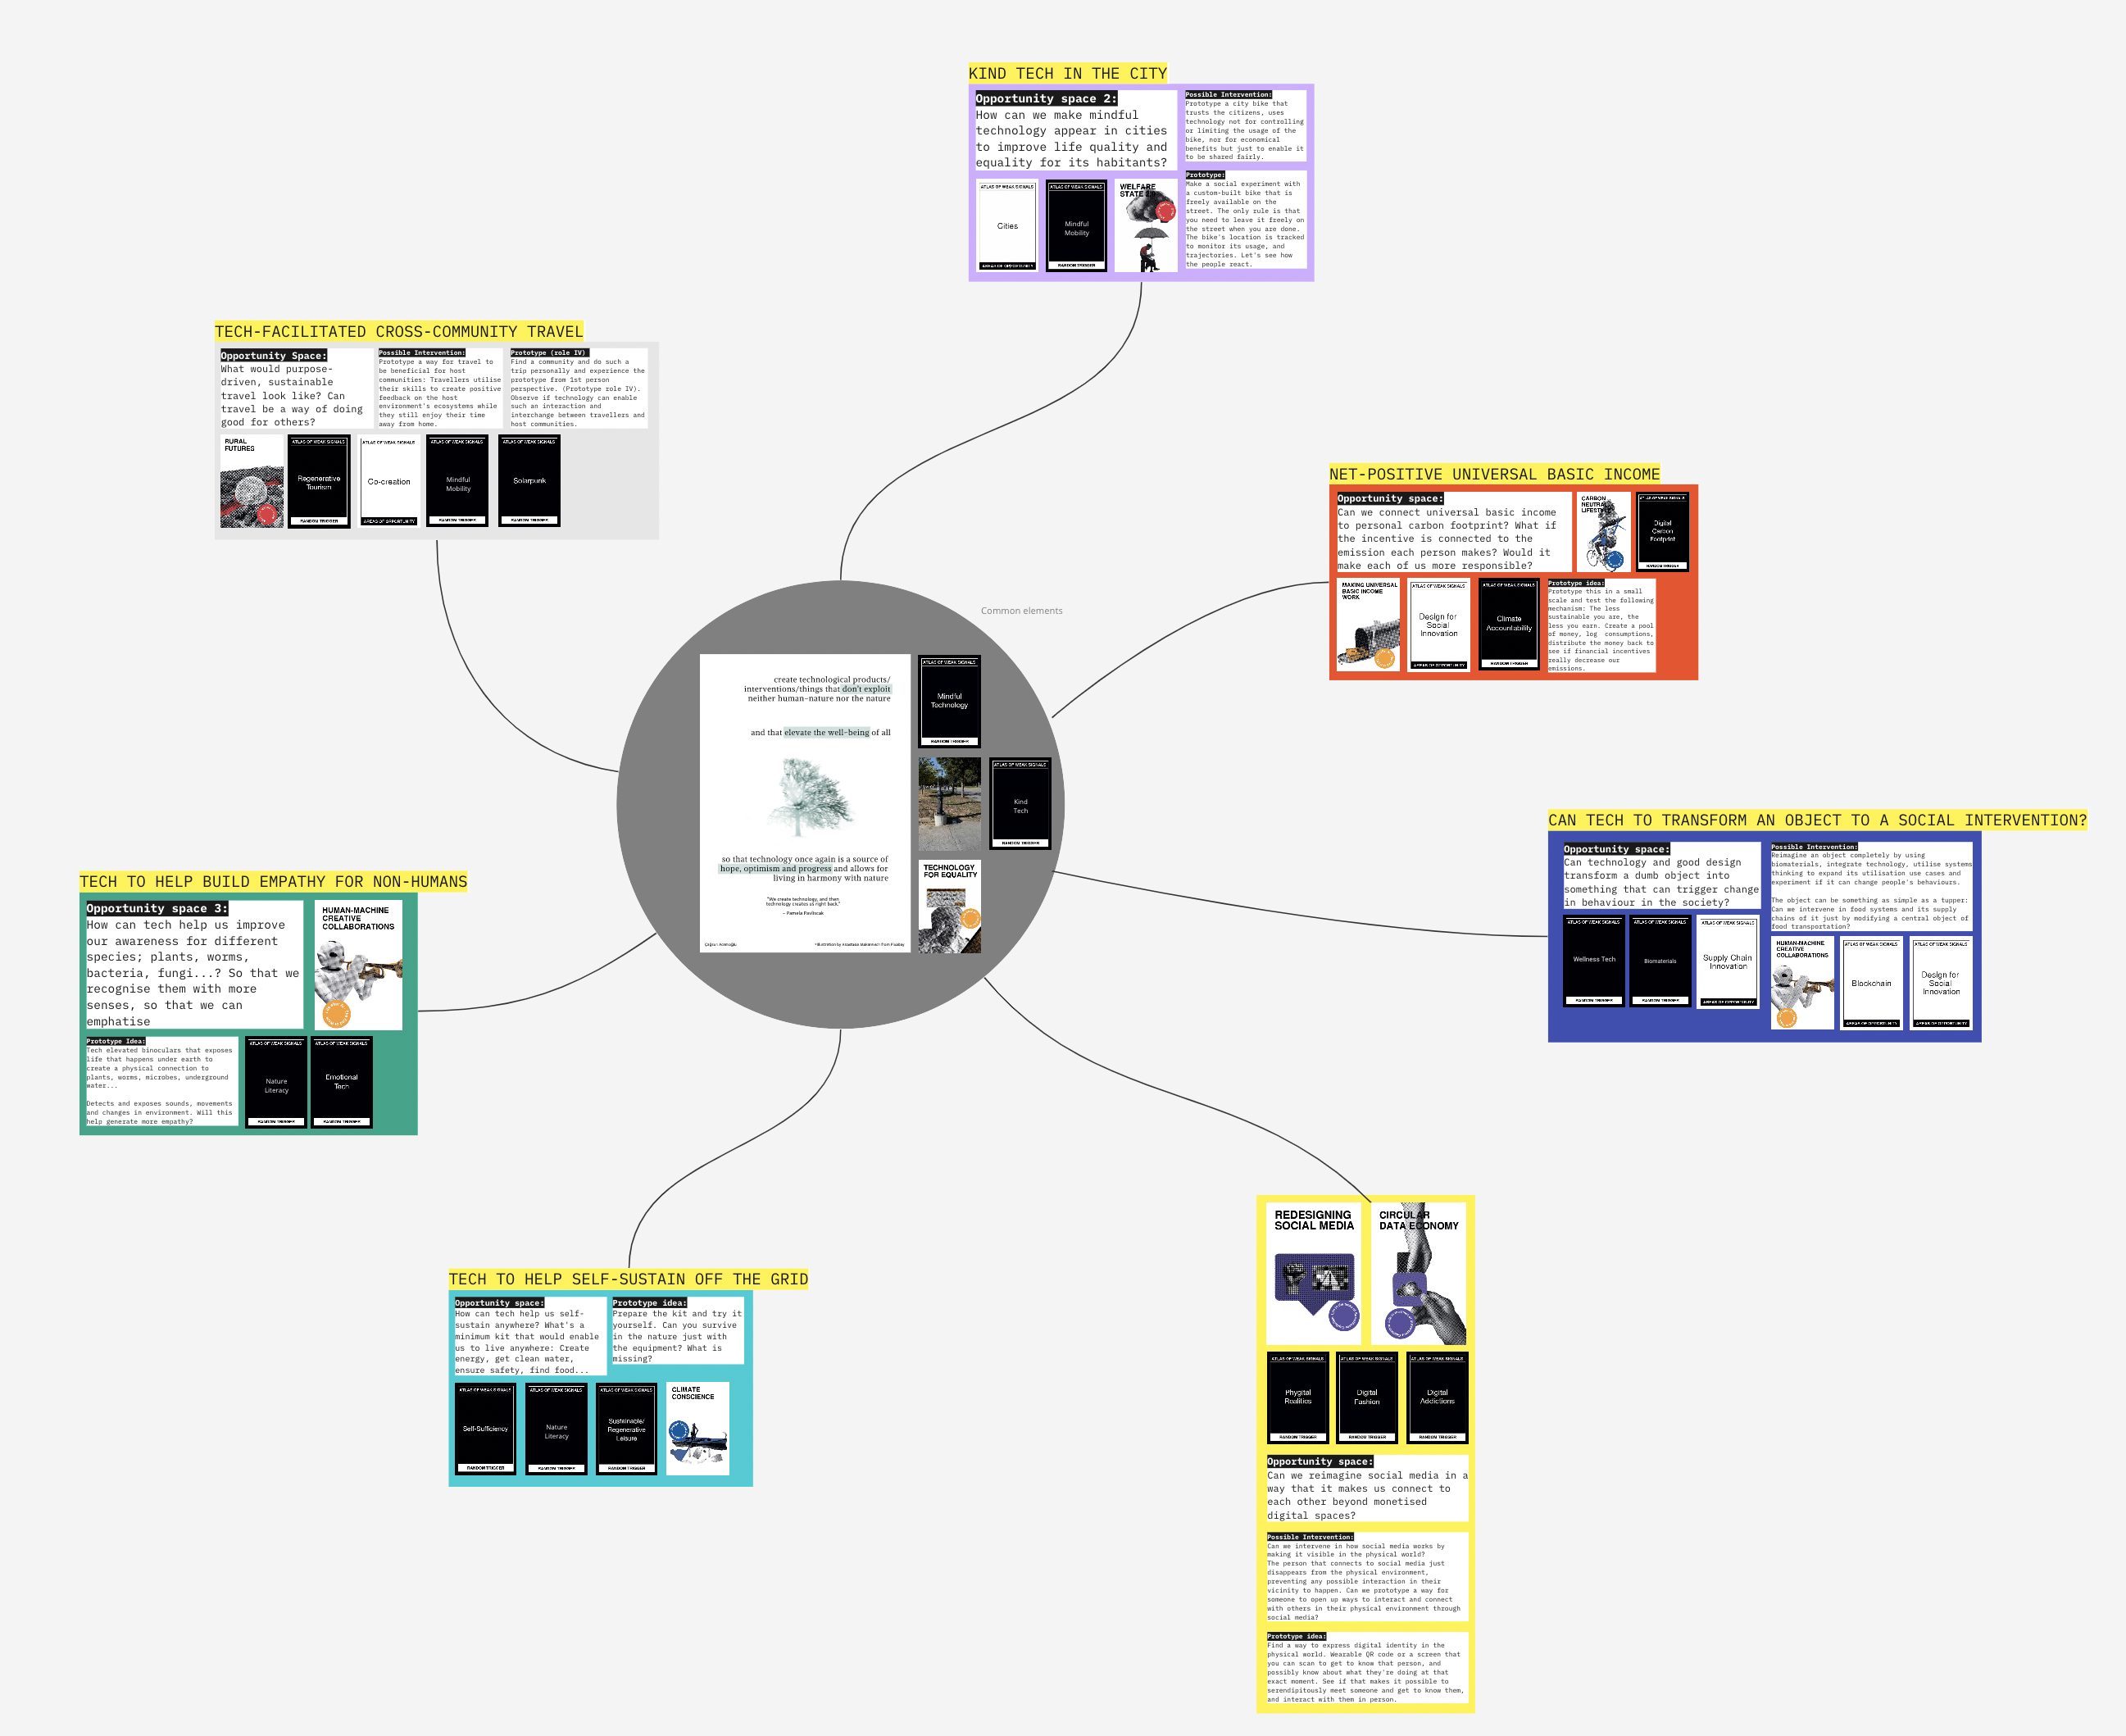 KIND TECH IN THE CITY
Opportunity space 2:
How can we make mindful
technology appear in cities
to improve life quality and
equality for its habitants?
Possible Intervention:
Prototype a city bike that
trusts the citizens, uses
technology not for controlling
or limiting the usage of the
bike, nor for economical
benefits but just to enable it
to be shared fairly.
Prototype:
Make a social experiment with
a custom-built bike that is
freely available on the
street. The only rule is that
you need to leave it freely on
the street when you are done.
The bike's location is tracked
to monitor its usage, and
trajectories. Let's see how
the people react.
ATLAS OF WEAK SIGNALS
Cities
AREAS OF OPPORTUNITY
ATLAS OF WEAK SIGNALS
Mindful
Mobility
RANDOM TRIGGER
WELFARE
STATE
TECH-FACILITATED CROSS-COMMUNITY TRAVEL
Opportunity Space:
What would purpose-
driven, sustainable
travel look like? Can
travel be a way of doing
good for others?
Possible Intervention:
Prototype a way for travel to
be beneficial for host
communities: Travellers utilise
their skills to create positive
feedback on the host
environment's ecosystems while
they still enjoy their time
away from home.
Prototype (role IV)
Find a community and do such a
trip personally and experience the
prototype from 1st person
perspective. (Prototype role IV).
Observe if technology can enable
such an interaction and
interchange between travellers and
host communities.
RURAL
FUTURES
ATLAS OF WEAK SIGNALS
Regenerative
Tourism
RANDOM TRIGGER
ATLAS OF WEAK SIGNALS
Co-creation
AREAS OF OPPORTUNITY
ATLAS OF WEAK SIGNALS
Mindful
Mobility
RANDOM TRIGGER
ATLAS OF WEAK SIGNALS
Solarpunk
RANDOM TRIGGER
NET-POSITIVE UNIVERSAL BASIC INCOME
Opportunity space:
Can we connect universal basic income
to personal carbon footprint? What if
the incentive is connected to the
emission each person makes? Would it
make each of us more responsible?
CARBON
NEUTRAL
LIFESTYLE
ATLAS OF WEAK SIGNALS
Digital
Carbon
Footprint
RANDOM TRIGGER
MAKING UNIVERSAL
BASIC INCOME
WORK
ATLAS OF WEAK SIGNALS
Design for
Social
Innovation
AREAS OF OPPORTUNITY
ATLAS OF WEAK SIGNALS
Climate
Accountability
RANDOM TRIGGER
Prototype idea:
Prototype this in a small
scale and test the following
mechanism: The less
sustainable you are, the
less you earn. Create a pool
of money, log consumptions,
distribute the money back to
see if financial incentives
really decrease our
emissions.
Common elements
create technological products/
interventions/things that don't exploit
neither human-nature nor the nature
and that elevate the well-being of all
so that technology once again is a source of
hope, optimism and progress and allows for
living in harmony with nature
"We create technology, and then
technology creates us right back."
– Pamela Pavliscak
ATLAS OF WEAK SIGNALS
Mindful
Technology
RANDOM TRIGGER
ATLAS OF WEAK SIGNALS
Kind
Tech
RANDOM TRIGGER
TECHNOLOGY
FOR EQUALITY
CAN TECH TO TRANSFORM AN OBJECT TO A SOCIAL INTERVENTION?
Opportunity space:
Can technology and good design
transform a dumb object into
something that can trigger change
in behaviour in the society?
Possible Intervention:
Reimagine an object completely by using
biomaterials, integrate technology, utilise systems
thinking to expand its utilisation use cases and
experiment if it can change people's behaviours.
The object can be something as simple as a tupper:
Can we intervene in food systems and its supply
chains of it just by modifying a central object of
food transportation?
ATLAS OF WEAK SIGNALS
Wellness Tech
RANDOM TRIGGER
ATLAS OF WEAK SIGNALS
Biomaterials
RANDOM TRIGGER
ATLAS OF WEAK SIGNALS
Supply Chain
Innovation
AREAS OF OPPORTUNITY
HUMAN-MACHINE
CREATIVE
COLLABORATIONS
ATLAS OF WEAK SIGNALS
Blockchain
AREAS OF OPPORTUNITY
ATLAS OF WEAK SIGNALS
Design for
Social
Innovation
AREAS OF OPPORTUNITY
TECH TO HELP BUILD EMPATHY FOR NON-HUMANS
Opportunity space 3:
How can tech help us improve
our awareness for different
species; plants, worms,
bacteria, fungi...? So that we
recognise them with more
senses, so that we can
emphatise
HUMAN-MACHINE
CREATIVE
COLLABORATIONS
Prototype Idea:
Tech elevated binoculars that exposes
life that happens under earth to
create a physical connection to
plants, worms, microbes, underground
water...
Detects and exposes sounds, movements
and changes in environment. Will this
help generate more empathy?
ATLAS OF WEAK SIGNALS
Nature
Literacy
RANDOM TRIGGER
ATLAS OF WEAK SIGNALS
Emotional
Tech
RANDOM TRIGGER
TECH TO HELP SELF-SUSTAIN OFF THE GRID
Opportunity space:
How can tech help us self-
sustain anywhere? What's a
minimum kit that would enable
us to live anywhere: Create
energy, get clean water,
ensure safety, find food...
Prototype idea:
Prepare the kit and try it
yourself. Can you survive
in the nature just with
the equipment? What is
missing?
ATLAS OF WEAK SIGNALS
Self-Sufficiency
RANDOM TRIGGER
ATLAS OF WEAK SIGNALS
Nature
Literacy
RANDOM TRIGGER
ATLAS OF WEAK SIGNALS
Sustainable/
Regenerative
Leisure
RANDOM TRIGGER
CLIMATE
CONSCIENCE
REDESIGNING
SOCIAL MEDIA
CIRCULAR
DATA ECONOMY
ATLAS OF WEAK SIGNALS
Phygital
Realities
RANDOM TRIGGER
ATLAS OF WEAK SIGNALS
Digital
Fashion
RANDOM TRIGGER
ATLAS OF WEAK SIGNALS
Digital
Addictions
RANDOM TRIGGER
Opportunity space:
Can we reimagine social media in a
way that it makes us connect to
each other beyond monetised
digital spaces?
Possible Intervention:
Can we intervene in how social media works by
making it visible in the physical world?
The person that connects to social media just
disappears from the physical environment,
preventing any possible interaction in their
vicinity to happen. Can we prototype a way for
someone to open up ways to interact and connect
with others in their physical environment through
social media?
Prototype idea:
Find a way to express digital identity in the
physical world. Wearable QR code or a screen that
you can scan to get to know that person, and
possibly know about what they're doing at that
exact moment. See if that makes it possible to
serendipitously meet someone and get to know them,
and interact with them in person.